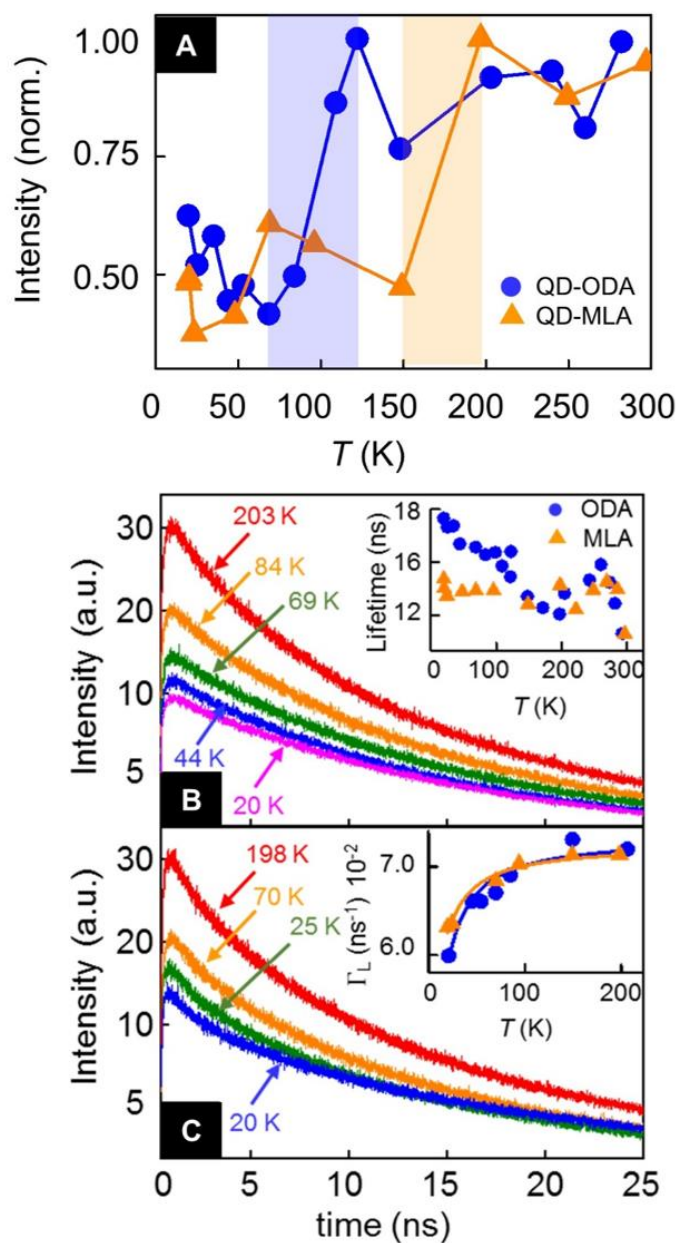 A
Intensity (norm.)
1.00
0.75
0.50
QD-ODA
QD-MLA
0 50 100 150 200 250 300
T (K)
B
Intensity (a.u.)
30
20
10
5
203 K
84 K
69 K
44 K
20 K
Lifetime (ns)
18
16
14
12
ODA
MLA
0 100 200 300
T (K)
C
Intensity (a.u.)
30
20
10
5
198 K
70 K
25 K
20 K
ΓL (ns-1) 10-2
7.0
6.0
0 100 200
T (K)
0 5 10 15 20 25
time (ns)